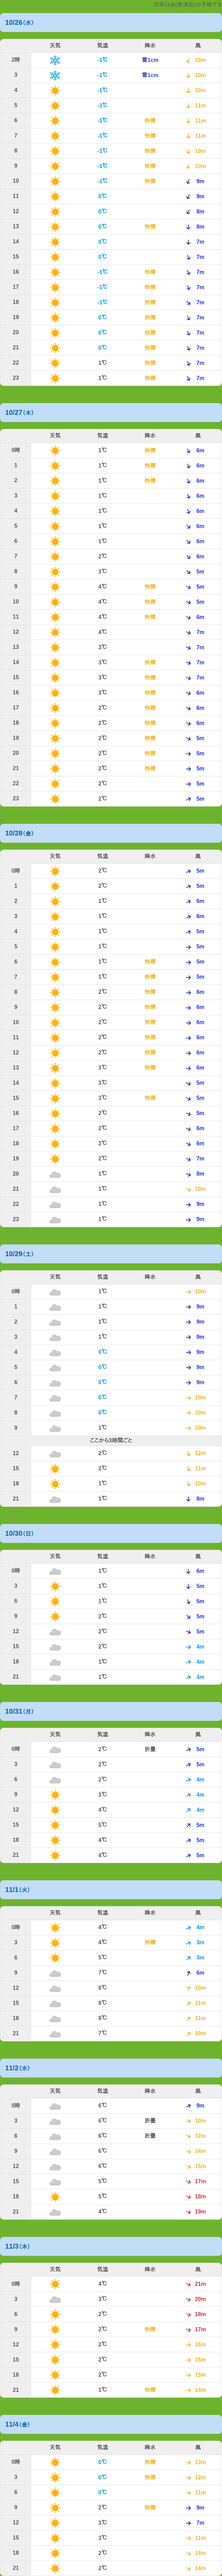 10/26(水)
天気 気温 降水 風
2時 -1℃ 雪1cm 10m
3 -1℃ 雪1cm 10m
4 -1℃ 10m
5 -1℃ 11m
6 -1℃ 快晴 11m
7 -1℃ 快晴 11m
8 -1℃ 快晴 10m
9 -1℃ 快晴 10m
10 -1℃ 快晴 9m
11 0℃ 9m
12 0℃ 8m
13 0℃ 快晴 8m
14 0℃ 7m
15 0℃ 7m
16 -1℃ 快晴 7m
17 -1℃ 快晴 7m
18 -1℃ 快晴 7m
19 0℃ 快晴 7m
20 0℃ 快晴 7m
21 0℃ 快晴 7m
22 1℃ 快晴 7m
23 1℃ 快晴 7m
10/27(木)
天気 気温 降水 風
0時 1℃ 快晴 6m
1 1℃ 快晴 6m
2 1℃ 快晴 6m
3 1℃ 6m
4 1℃ 6m
5 1℃ 6m
6 1℃ 6m
7 2℃ 6m
8 3℃ 5m
9 4℃ 快晴 5m
10 4℃ 快晴 5m
11 4℃ 快晴 6m
12 4℃ 7m
13 3℃ 7m
14 3℃ 快晴 7m
15 3℃ 快晴 7m
16 3℃ 快晴 6m
17 2℃ 快晴 6m
18 2℃ 快晴 6m
19 2℃ 快晴 5m
20 2℃ 快晴 5m
21 2℃ 快晴 5m
22 2℃ 5m
23 2℃ 5m
10/28(金)
天気 気温 降水 風
0時 2℃ 5m
1 2℃ 5m
2 1℃ 6m
3 1℃ 6m
4 1℃ 5m
5 1℃ 5m
6 1℃ 快晴 5m
7 1℃ 快晴 5m
8 2℃ 快晴 6m
9 2℃ 快晴 6m
10 2℃ 快晴 6m
11 2℃ 快晴 6m
12 2℃ 快晴 6m
13 3℃ 快晴 6m
14 3℃ 5m
15 3℃ 快晴 5m
16 2℃ 5m
17 2℃ 6m
18 2℃ 6m
19 2℃ 7m
20 1℃ 8m
21 1℃ 10m
22 1℃ 9m
23 1℃ 9m
10/29(土)
天気 気温 降水 風
0時 1℃ 10m
1 1℃ 9m
2 1℃ 9m
3 1℃ 9m
4 0℃ 9m
5 0℃ 9m
6 0℃ 9m
7 0℃ 10m
8 0℃ 10m
9 1℃ 10m
ここから3時間ごと
12 2℃ 12m
15 2℃ 11m
18 1℃ 10m
21 1℃ 8m
10/30(日)
天気 気温 降水 風
0時 1℃ 6m
3 1℃ 5m
6 1℃ 5m
9 2℃ 5m
12 2℃ 5m
15 2℃ 4m
18 1℃ 4m
21 1℃ 4m
10/31(月)
天気 気温 降水 風
0時 2℃ 折曇 5m
3 2℃ 5m
6 2℃ 4m
9 3℃ 4m
12 4℃ 4m
15 5℃ 5m
18 4℃ 5m
21 4℃ 5m
11/1(火)
天気 気温 降水 風
0時 4℃ 4m
3 4℃ 快晴 3m
6 5℃ 3m
9 7℃ 6m
12 8℃ 10m
15 8℃ 11m
18 8℃ 11m
21 7℃ 10m
11/2(水)
天気 気温 降水 風
0時 6℃ 9m
3 6℃ 折曇 10m
6 6℃ 折曇 12m
9 6℃ 14m
12 6℃ 15m
15 5℃ 17m
18 5℃ 18m
21 4℃ 19m
11/3(木)
天気 気温 降水 風
0時 4℃ 21m
3 3℃ 20m
6 2℃ 18m
9 2℃ 快晴 17m
12 2℃ 16m
15 2℃ 15m
18 2℃ 15m
21 1℃ 快晴 14m
11/4(金)
天気 気温 降水 風
0時 0℃ 快晴 13m
3 0℃ 快晴 12m
6 0℃ 11m
9 2℃ 快晴 9m
12 3℃ 7m
15 3℃ 11m
18 2℃ 14m
21 2℃ 14m